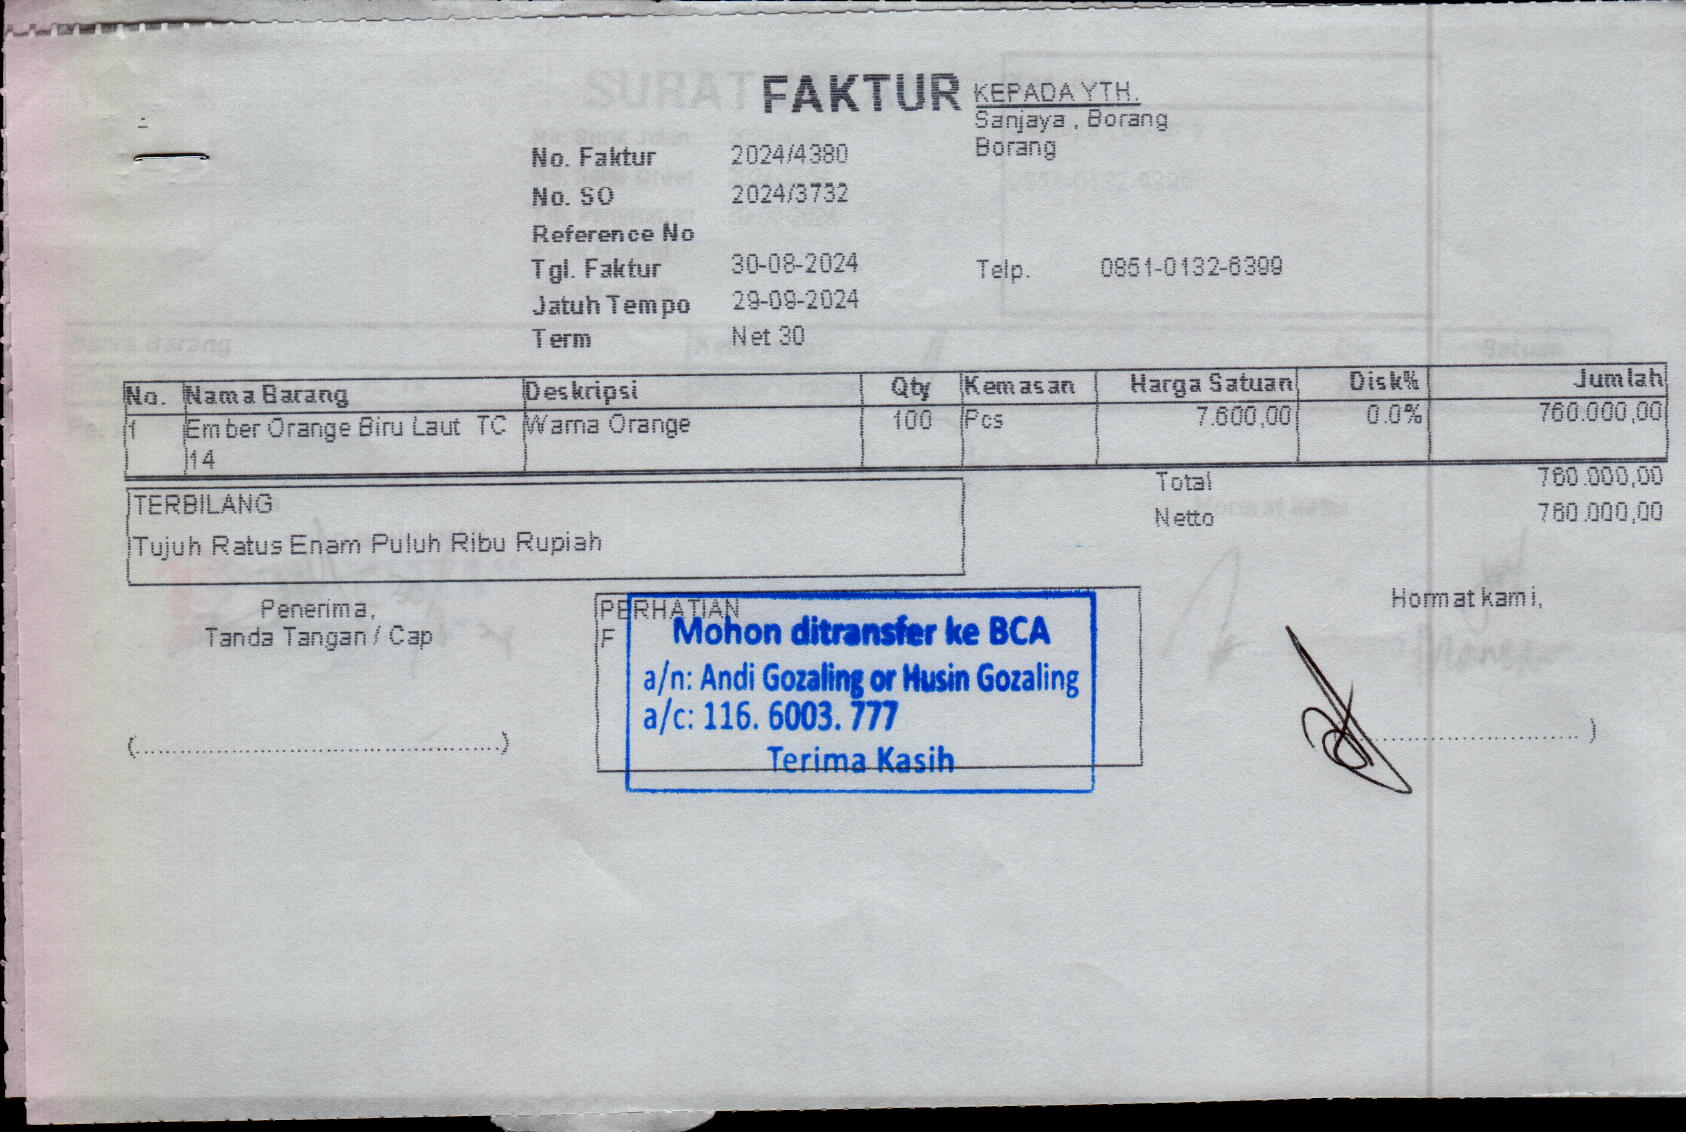 FAKTUR
KEPADA YTH.
Sanjaya , Borang
Borang
No. Faktur 2024/4380
No. SO 2024/3732
Reference No
Tgl. Faktur 30-08-2024
Telp. 0851-0132-6399
Jatuh Tempo 29-09-2024
Term Net 30
No. Nama Barang Deskripsi Qty Kemasan Harga Satuan Disk% Jumlah
1 Ember Orange Biru Laut TC Warna Orange 100 Pcs 7.600,00 0.0% 760.000,00
14
Total 760.000,00
Netto 760.000,00
TERBILANG
Tujuh Ratus Enam Puluh Ribu Rupiah
Penerima,
Tanda Tangan / Cap
PERHATIAN
Mohon ditransfer ke BCA
a/n: Andi Gozaling or Husin Gozaling
a/c: 116. 6003. 777
Terima Kasih
Hormat kami,